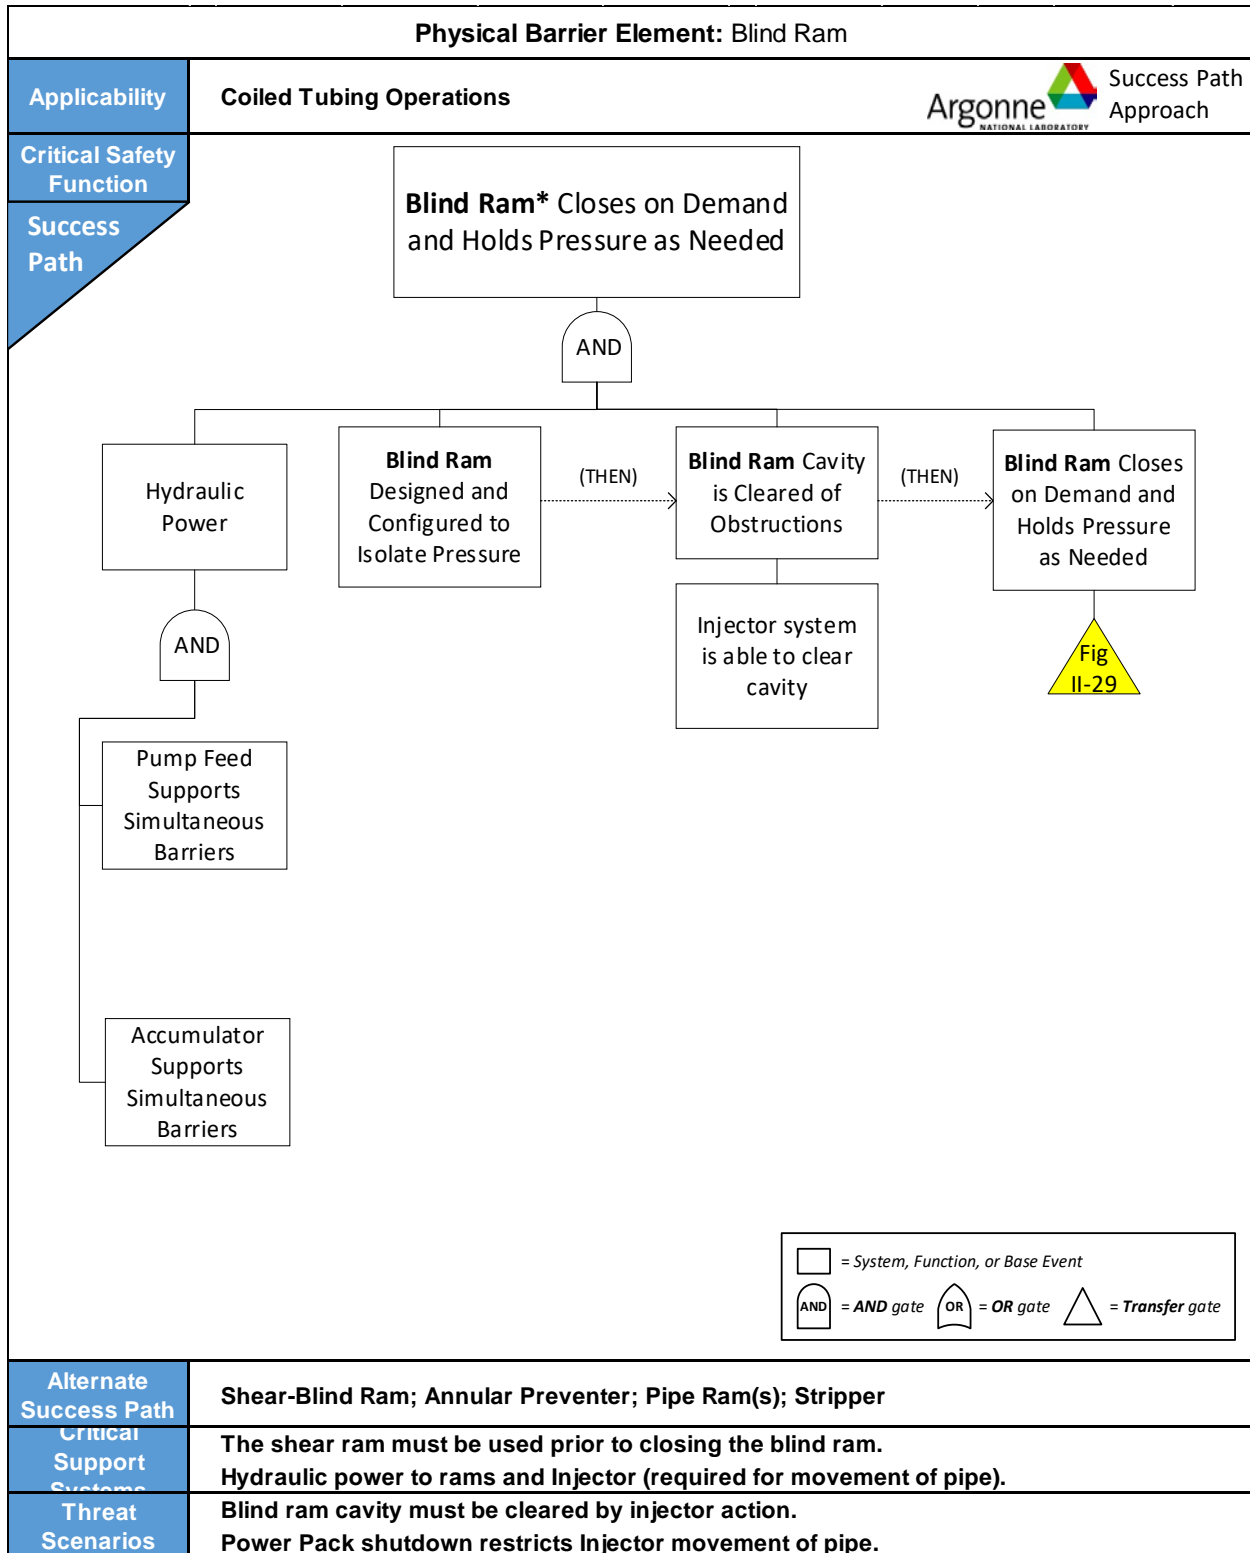 Physical Barrier Element: Blind Ram
Applicability
Coiled Tubing Operations
Argonne
NATIONAL LABORATORY
Success Path
Approach
Critical Safety
Function
Success
Path
Blind Ram* Closes on Demand
and Holds Pressure as Needed
AND
Hydraulic
Power
Blind Ram
Designed and
Configured to
Isolate Pressure
(THEN)
Blind Ram Cavity
is Cleared of
Obstructions
(THEN)
Blind Ram Closes
on Demand and
Holds Pressure
as Needed
AND
Injector system
is able to clear
cavity
Fig
II-29
Pump Feed
Supports
Simultaneous
Barriers
Accumulator
Supports
Simultaneous
Barriers
= System, Function, or Base Event
AND = AND gate OR = OR gate = Transfer gate
Alternate
Success Path
Shear-Blind Ram; Annular Preventer; Pipe Ram(s); Stripper
Critical
Support
Systems
The shear ram must be used prior to closing the blind ram.
Hydraulic power to rams and Injector (required for movement of pipe).
Threat
Scenarios
Blind ram cavity must be cleared by injector action.
Power Pack shutdown restricts Injector movement of pipe.